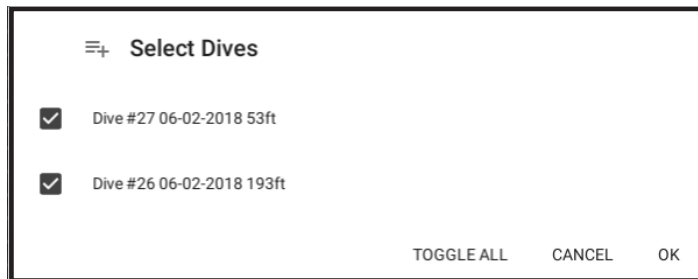 Select Dives
Dive #27 06-02-2018 53ft
Dive #26 06-02-2018 193ft
TOGGLE ALL CANCEL OK